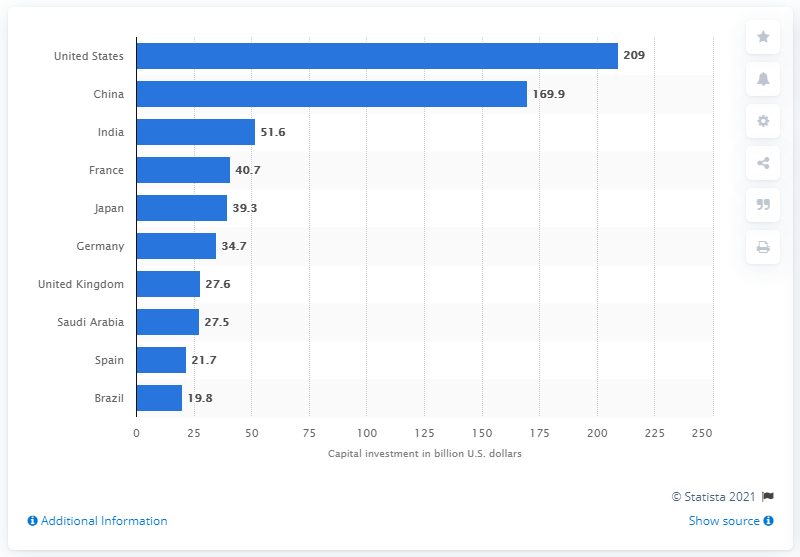 United States 209
China 169.9
India 51.6
France 40.7
Japan 39.3
Germany 34.7
United Kingdom 27.6
Saudi Arabia 27.5
Spain 21.7
Brazil 19.8
0 25 50 75 100 125 150 175 200 225 250
Capital investment in billion U.S. dollars
© Statista 2021
Additional Information Show source